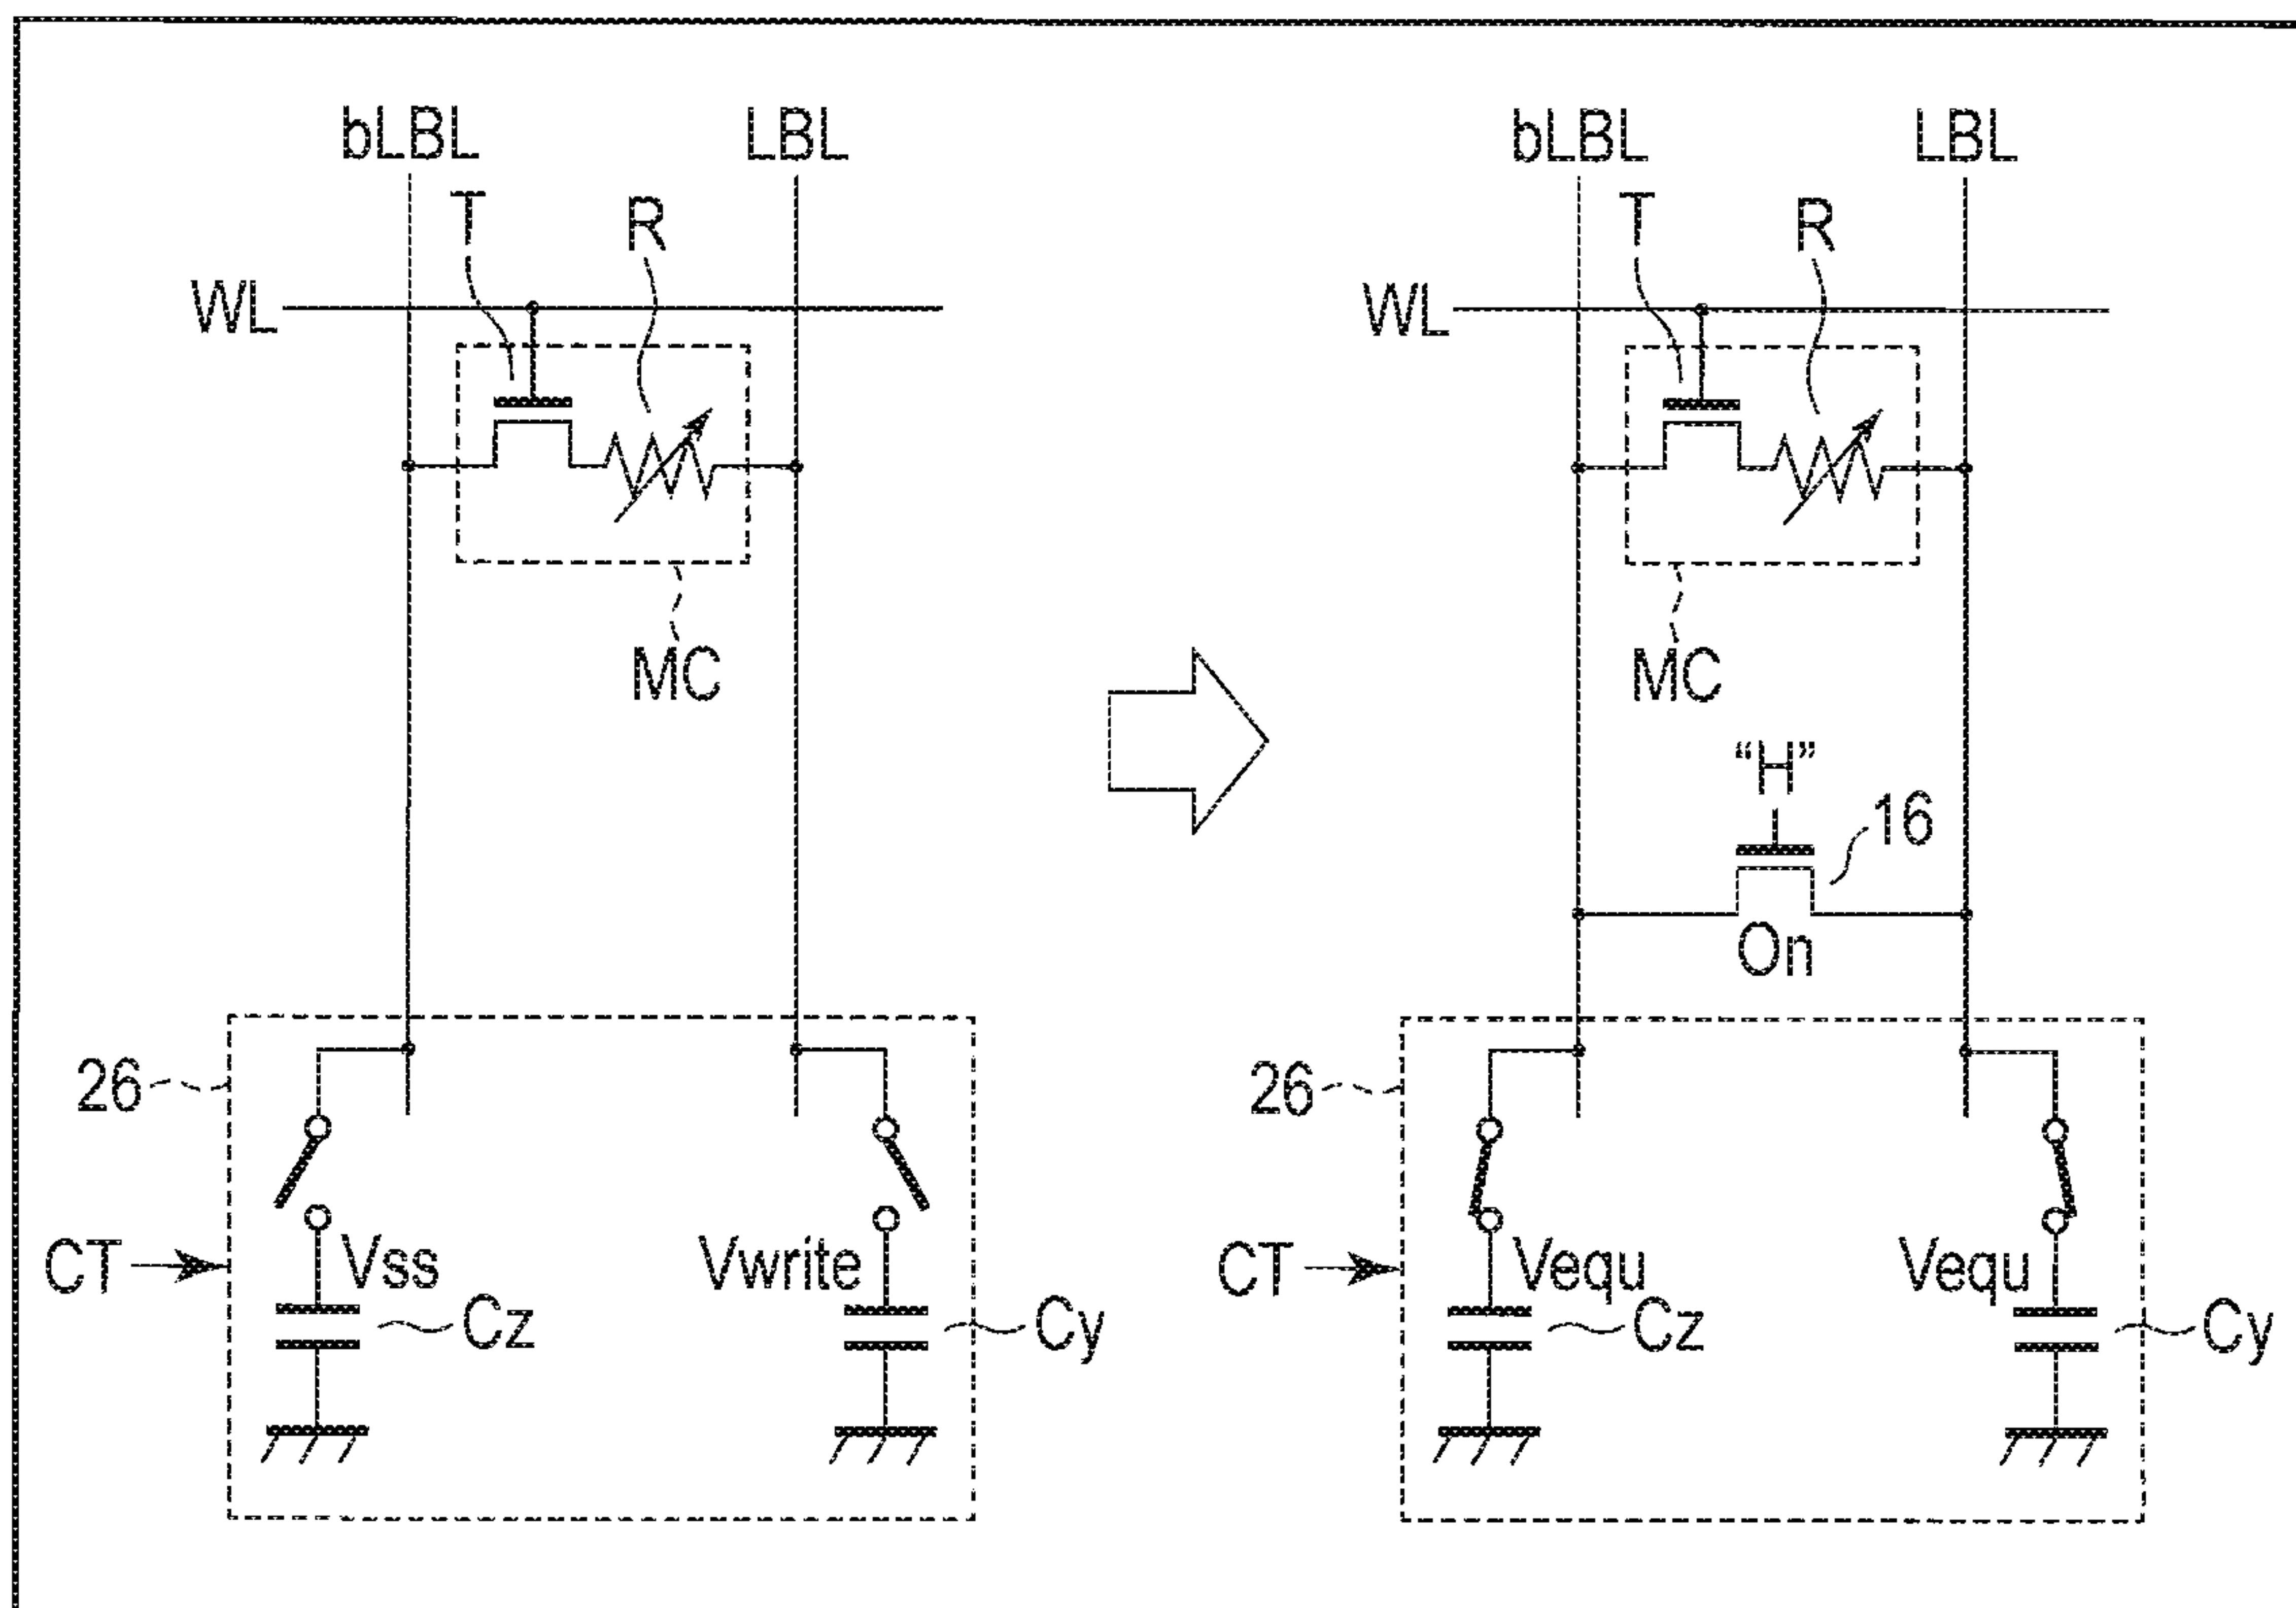 bLBL LBL bLBL LBL
T R T R
WL WL
MC MC
“H”
16
On
26 26
CT Vss Vwrite CT Vequ Vequ
Cz Cy Cz Cy